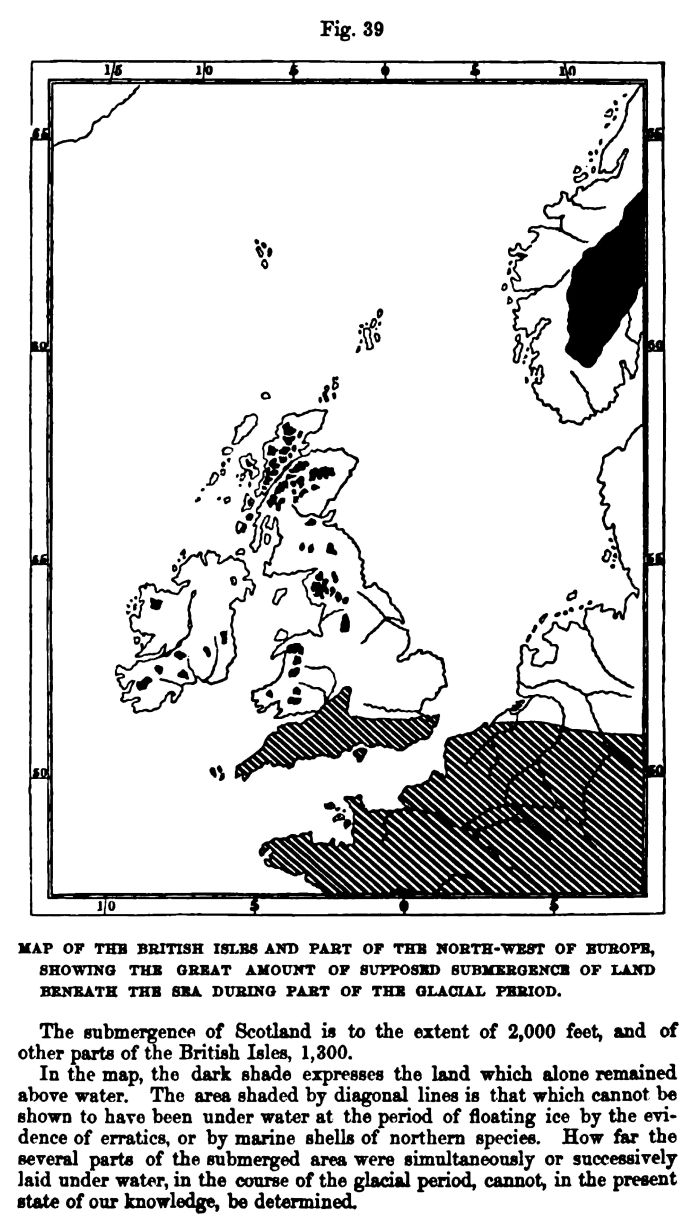 Fig. 39
15 10 5 0 5 10
65 65
60 60
55 55
50 50
10 5 0 5
MAP OF THE BRITISH ISLES AND PART OF THE NORTH-WEST OF EUROPE,
SHOWING THE GREAT AMOUNT OF SUPPOSED SUBMERGENCE OF LAND
BENEATH THE SEA DURING PART OF THE GLACIAL PERIOD.
The submergence of Scotland is to the extent of 2,000 feet, and of
other parts of the British Isles, 1,300.
In the map, the dark shade expresses the land which alone remained
above water. The area shaded by diagonal lines is that which cannot be
shown to have been under water at the period of floating ice by the evi-
dence of erratics, or by marine shells of northern species. How far the
several parts of the submerged area were simultaneously or successively
laid under water, in the course of the glacial period, cannot, in the present
state of our knowledge, be determined.